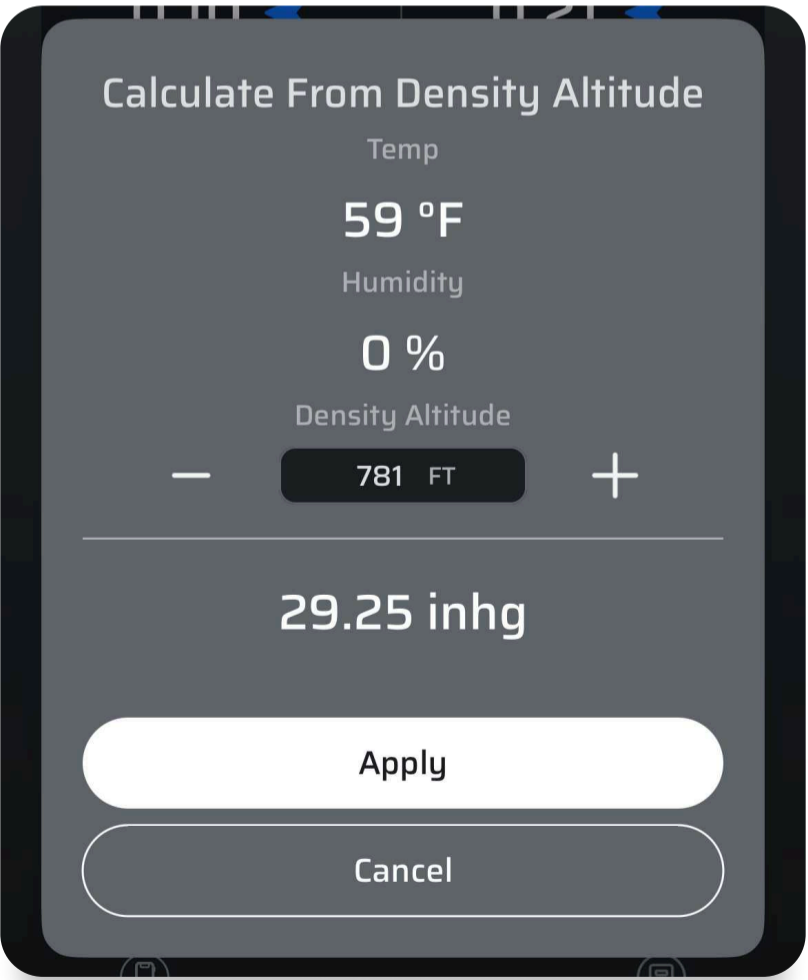 Calculate From Density Altitude
Temp
59 °F
Humidity
0 %
Density Altitude
781 FT
29.25 inhg
Apply
Cancel